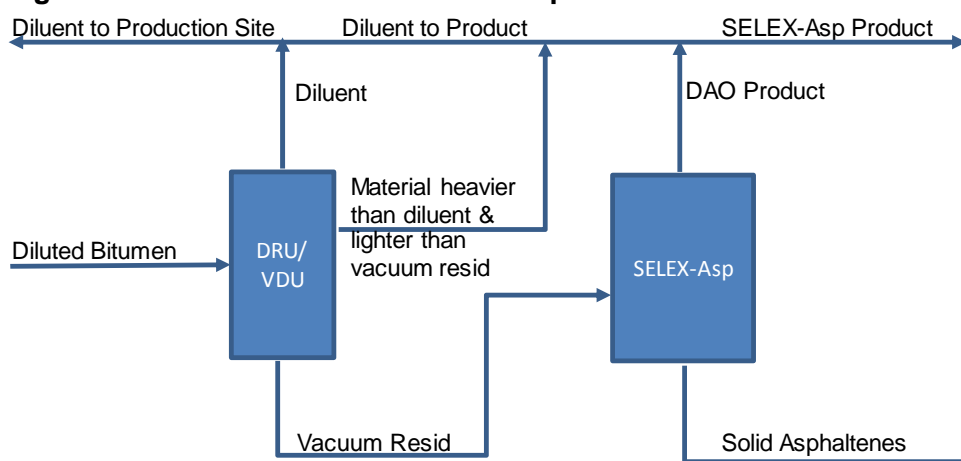 Diluent to Production Site
Diluent to Product
SELEX-Asp Product
Diluent
DAO Product
Material heavier
than diluent &
lighter than
vacuum resid
Diluted Bitumen
DRU/
VDU
SELEX-Asp
Vacuum Resid
Solid Asphaltenes